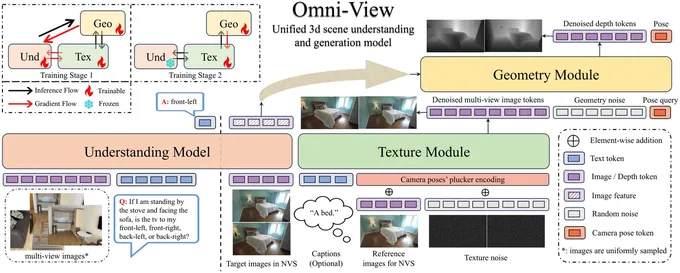 Omni-View
Unified 3d scene understanding
and generation model
Geo
Und
Tex
Training Stage 1
Geo
Und
Tex
Training Stage 2
Inference Flow
Trainable
Gradient Flow
Frozen
A: front-left
Understanding Model
Q: If I am standing by
the stove and facing the
sofa, is the tv to my
front-left, front-right,
back-left, or back-right?
multi-view images*
Target images in NVS
Texture Module
Camera poses' plucker encoding
“A bed.”
Captions
(Optional)
Reference
images for NVS
Texture noise
Denoised depth tokens
Pose
Geometry Module
Denoised multi-view image tokens
Geometry noise
Pose query
Element-wise addition
Text token
Image / Depth token
Image feature
Random noise
Camera pose token
*: images are uniformly sampled